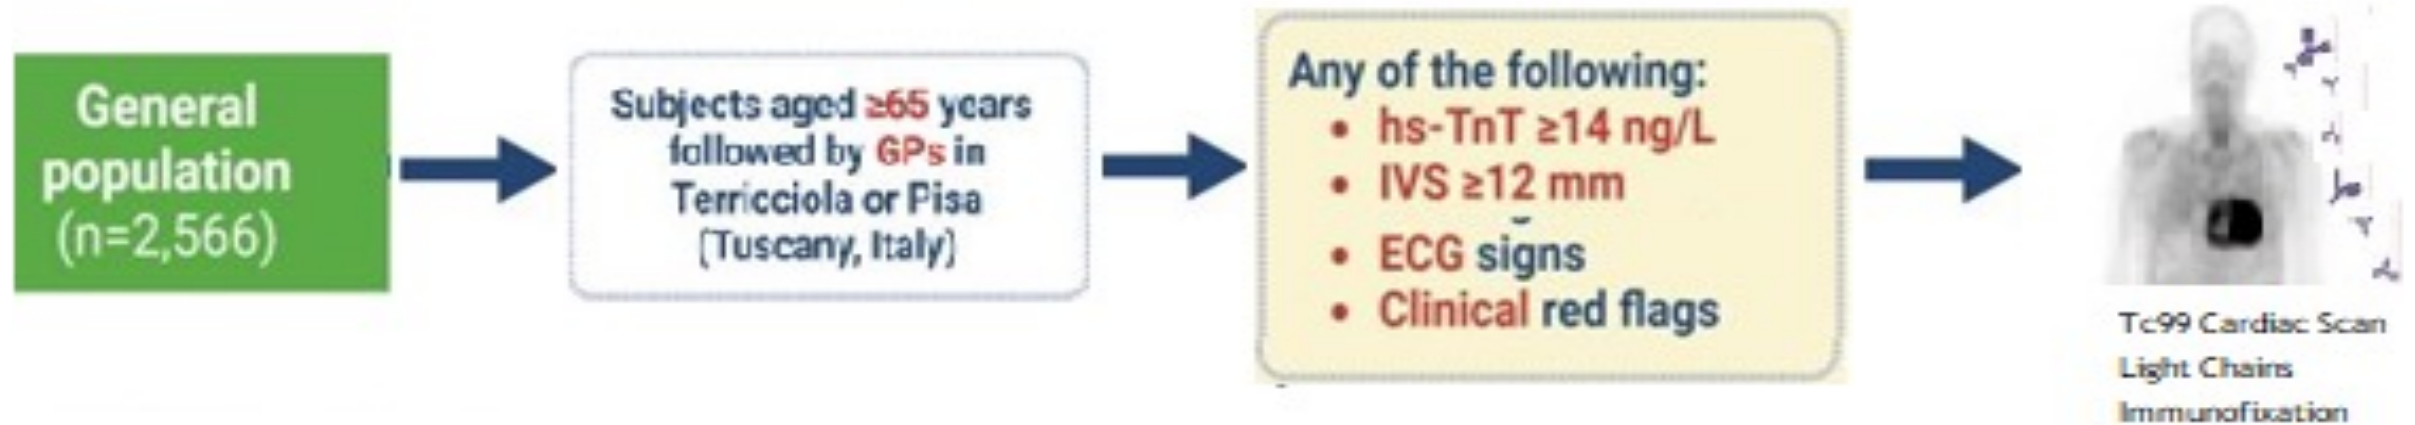 General
population
(n=2,566)
Subjects aged ≥65 years
followed by GPs in
Terricciola or Pisa
(Tuscany, Italy)
Any of the following:
• hs-TnT ≥14 ng/L
• IVS ≥12 mm
• ECG signs
• Clinical red flags
Tc99 Cardiac Scan
Light Chains
Immunofixation